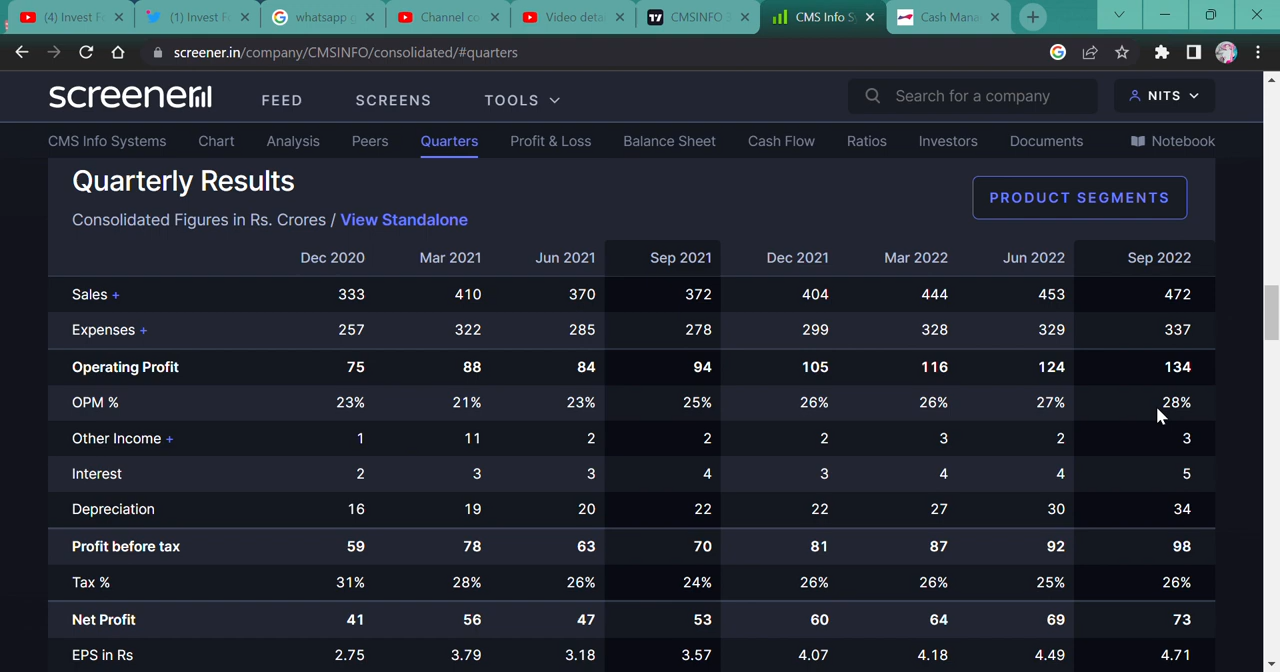 (4) Invest Fu
(1) Invest Fu
whatsapp g
Channel co
Video deta
CMSINFO 3
CMS Info Sy
Cash Mana
screener.in/company/CMSINFO/consolidated/#quarters
screener
FEED
SCREENS
TOOLS
Search for a company
NITS
CMS Info Systems Chart Analysis Peers Quarters Profit & Loss Balance Sheet Cash Flow Ratios Investors Documents Notebook
Quarterly Results
PRODUCT SEGMENTS
Consolidated Figures in Rs. Crores / View Standalone
Dec 2020 Mar 2021 Jun 2021 Sep 2021 Dec 2021 Mar 2022 Jun 2022 Sep 2022
Sales + 333 410 370 372 404 444 453 472
Expenses + 257 322 285 278 299 328 329 337
Operating Profit 75 88 84 94 105 116 124 134
OPM % 23% 21% 23% 25% 26% 26% 27% 28%
Other Income + 1 11 2 2 2 3 2 3
Interest 2 3 3 4 3 4 4 5
Depreciation 16 19 20 22 22 27 30 34
Profit before tax 59 78 63 70 81 87 92 98
Tax % 31% 28% 26% 24% 26% 26% 25% 26%
Net Profit 41 56 47 53 60 64 69 73
EPS in Rs 2.75 3.79 3.18 3.57 4.07 4.18 4.49 4.71